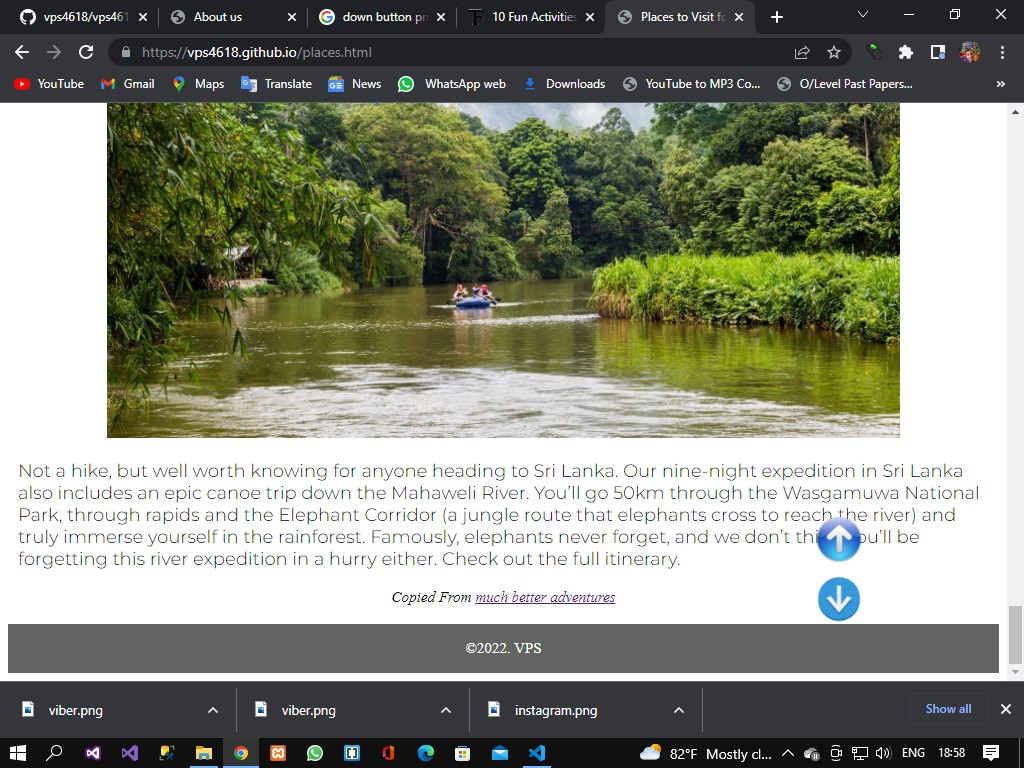 vps4618/vps461
About us
down button pn
10 Fun Activities
Places to Visit fo
https://vps4618.github.io/places.html
YouTube
Gmail
Maps
Translate
News
WhatsApp web
Downloads
YouTube to MP3 Co...
O/Level Past Papers...
»
Not a hike, but well worth knowing for anyone heading to Sri Lanka. Our nine-night expedition in Sri Lanka
also includes an epic canoe trip down the Mahaweli River. You’ll go 50km through the Wasgamuwa National
Park, through rapids and the Elephant Corridor (a jungle route that elephants cross to reach the river) and
truly immerse yourself in the rainforest. Famously, elephants never forget, and we don’t thi ou’ll be
forgetting this river expedition in a hurry either. Check out the full itinerary.
Copied From much better adventures
©2022. VPS
viber.png
viber.png
instagram.png
Show all
82°F Mostly cl...
ENG
18:58